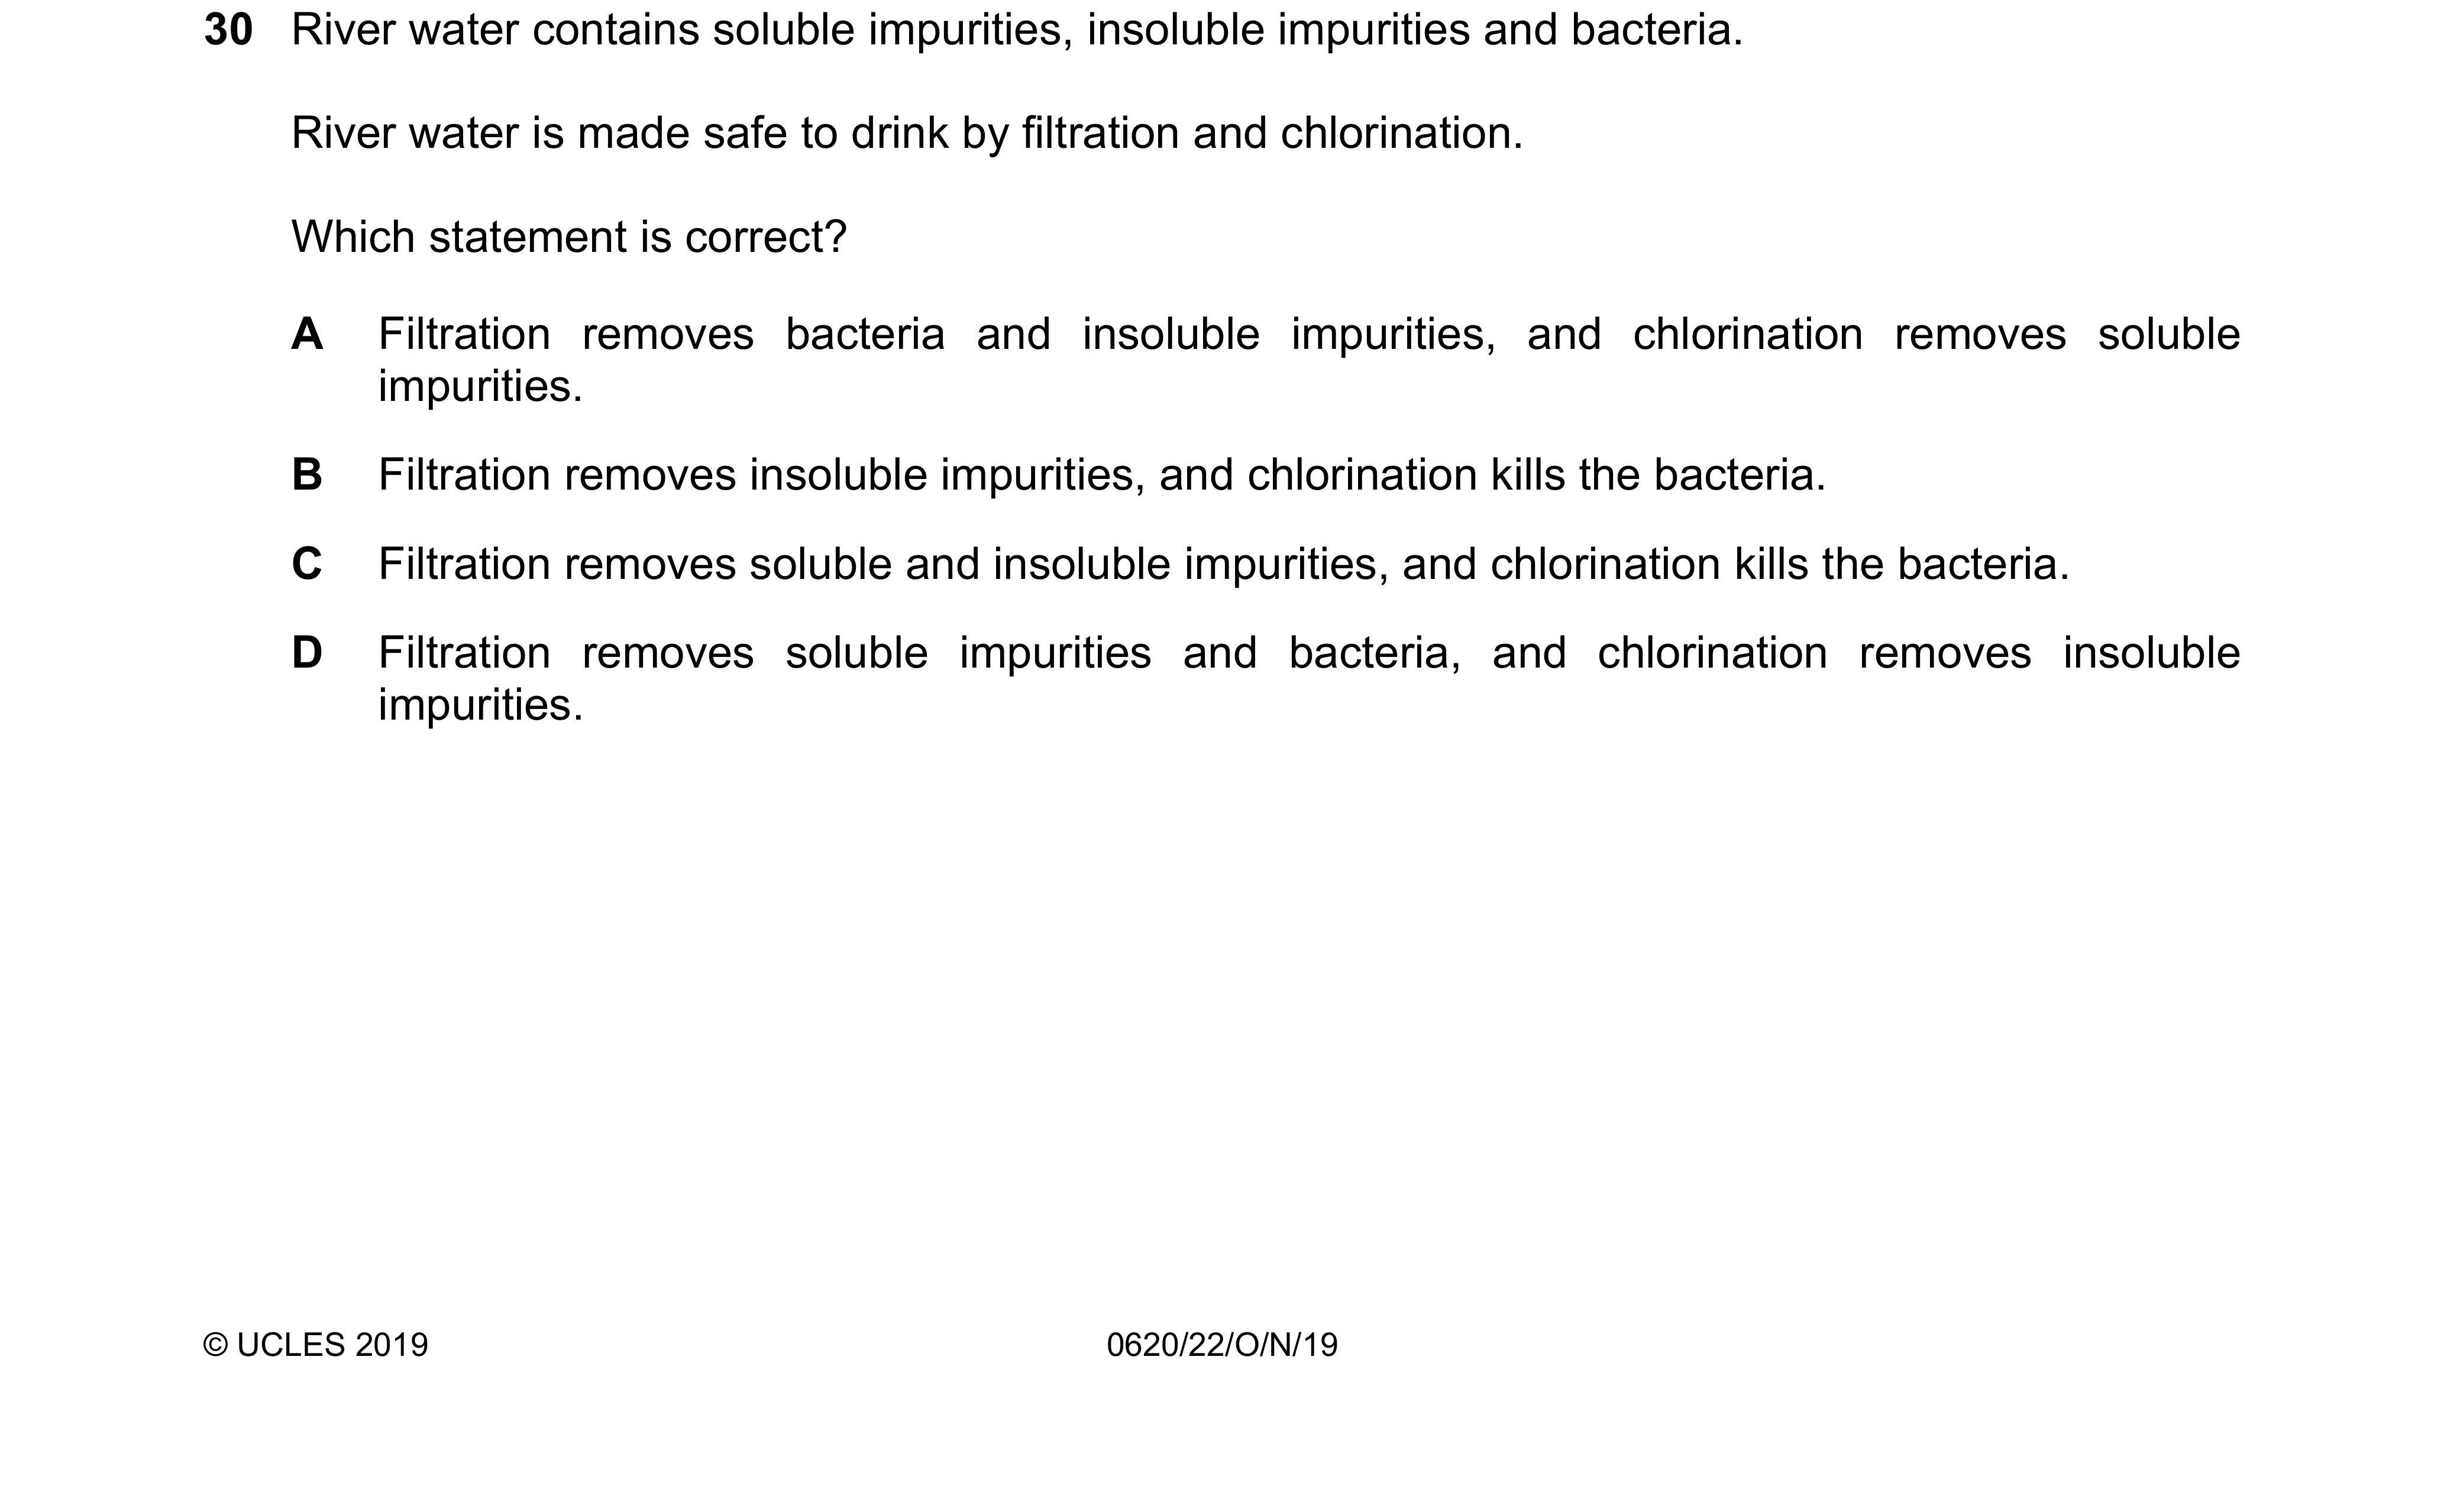 30 River water contains soluble impurities, insoluble impurities and bacteria.
River water is made safe to drink by filtration and chlorination.
Which statement is correct?
A Filtration removes bacteria and insoluble impurities, and chlorination removes soluble
impurities.
B Filtration removes insoluble impurities, and chlorination kills the bacteria.
C Filtration removes soluble and insoluble impurities, and chlorination kills the bacteria.
D Filtration removes soluble impurities and bacteria, and chlorination removes insoluble
impurities.
© UCLES 2019 0620/22/O/N/19